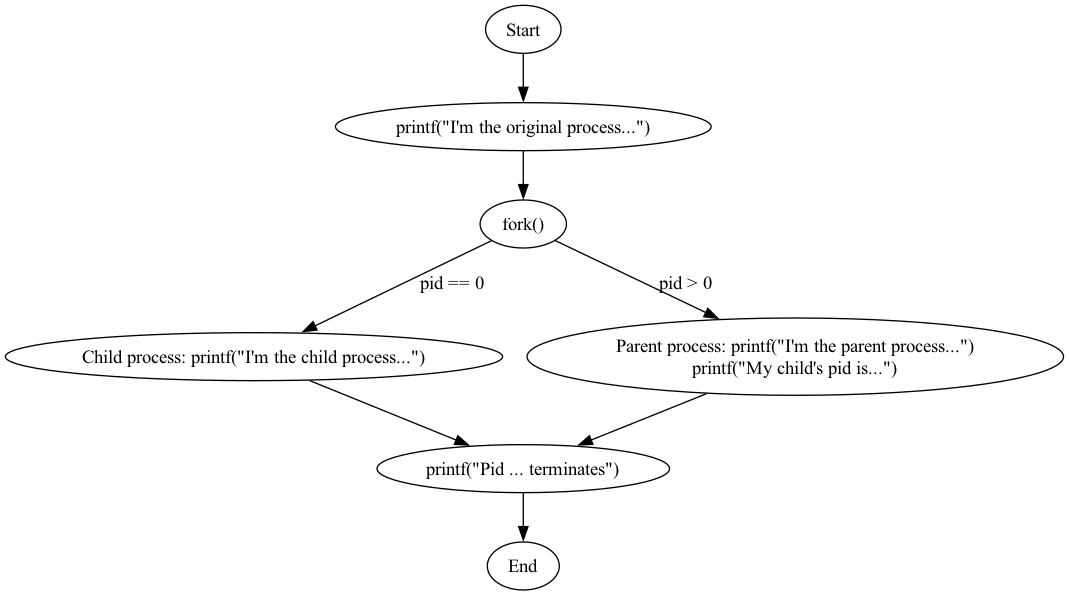 Start
printf("I'm the original process...")
fork()
pid == 0
pid > 0
Child process: printf("I'm the child process...")
Parent process: printf("I'm the parent process...")
printf("My child's pid is...")
printf("Pid ... terminates")
End